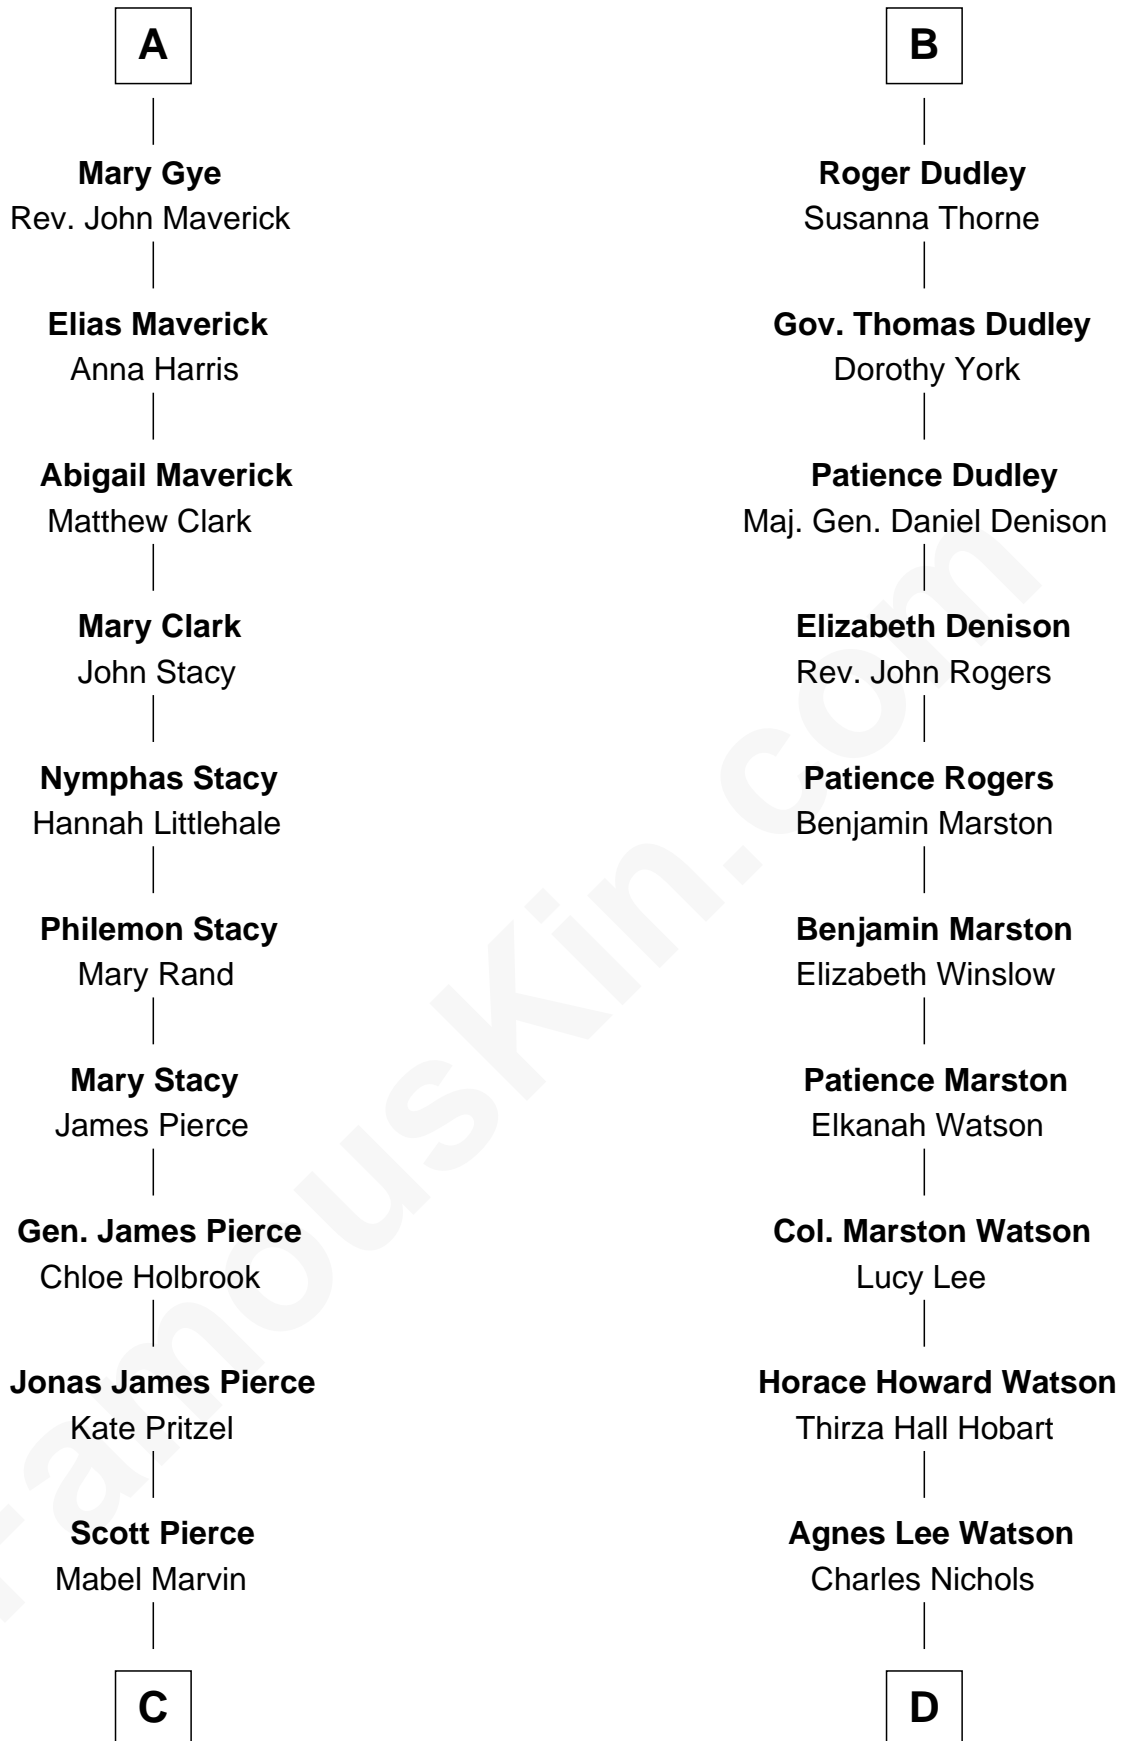 A
Mary Gye
Rev. John Maverick
Elias Maverick
Anna Harris
Abigail Maverick
Matthew Clark
Mary Clark
John Stacy
Nymphas Stacy
Hannah Littlehale
Philemon Stacy
Mary Rand
Mary Stacy
James Pierce
Gen. James Pierce
Chloe Holbrook
Jonas James Pierce
Kate Pritzel
Scott Pierce
Mabel Marvin
C
B
Roger Dudley
Susanna Thorne
Gov. Thomas Dudley
Dorothy York
Patience Dudley
Maj. Gen. Daniel Denison
Elizabeth Denison
Rev. John Rogers
Patience Rogers
Benjamin Marston
Benjamin Marston
Elizabeth Winslow
Patience Marston
Elkanah Watson
Col. Marston Watson
Lucy Lee
Horace Howard Watson
Thirza Hall Hobart
Agnes Lee Watson
Charles Nichols
D
FamousKin.com